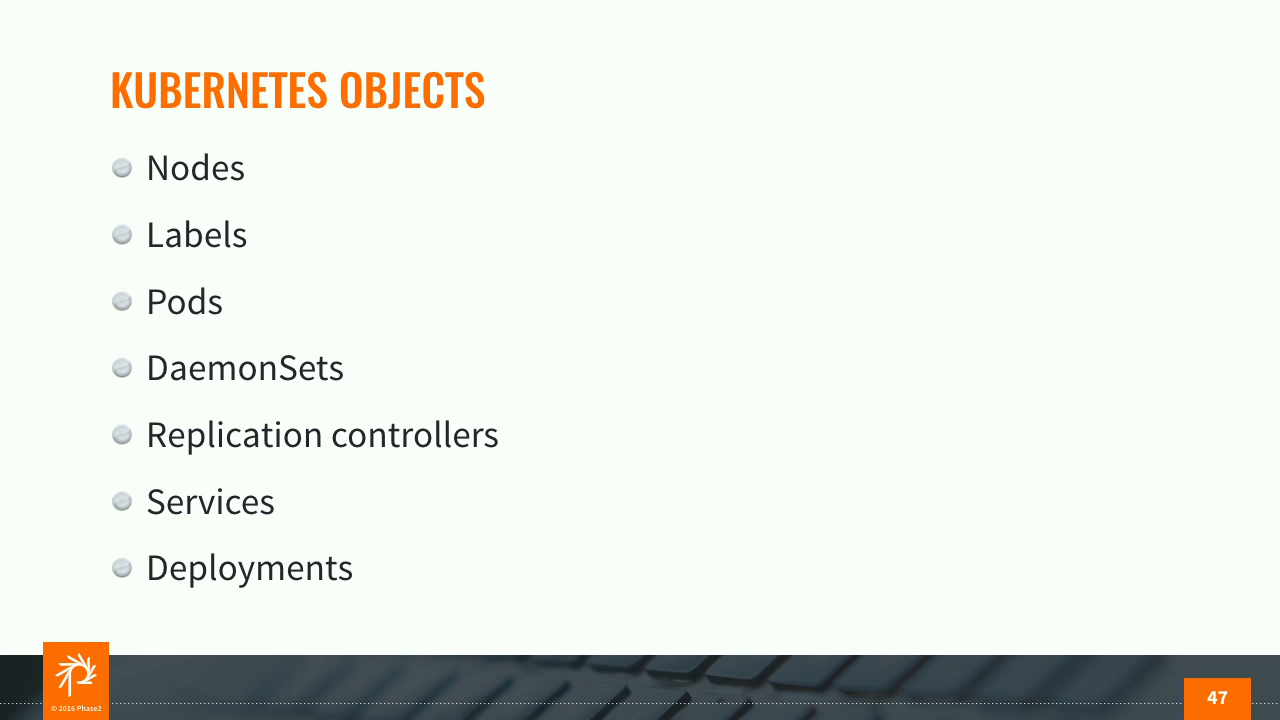 KUBERNETES OBJECTS
Nodes
Labels
Pods
DaemonSets
Replication controllers
Services
Deployments
© 2016 Phase2
47